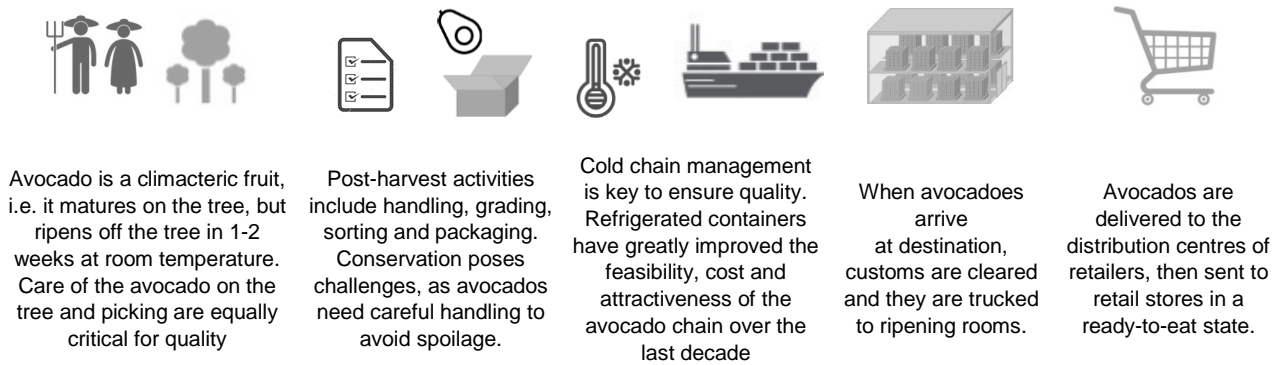 Avocado is a climacteric fruit,
i.e. it matures on the tree, but
ripens off the tree in 1-2
weeks at room temperature.
Care of the avocado on the
tree and picking are equally
critical for quality
Post-harvest activities
include handling, grading,
sorting and packaging.
Conservation poses
challenges, as avocados
need careful handling to
avoid spoilage.
Cold chain management
is key to ensure quality.
Refrigerated containers
have greatly improved the
feasibility, cost and
attractiveness of the
avocado chain over the
last decade
When avocadoes
arrive
at destination,
customs are cleared
and they are trucked
to ripening rooms.
Avocados are
delivered to the
distribution centres of
retailers, then sent to
retail stores in a
ready-to-eat state.